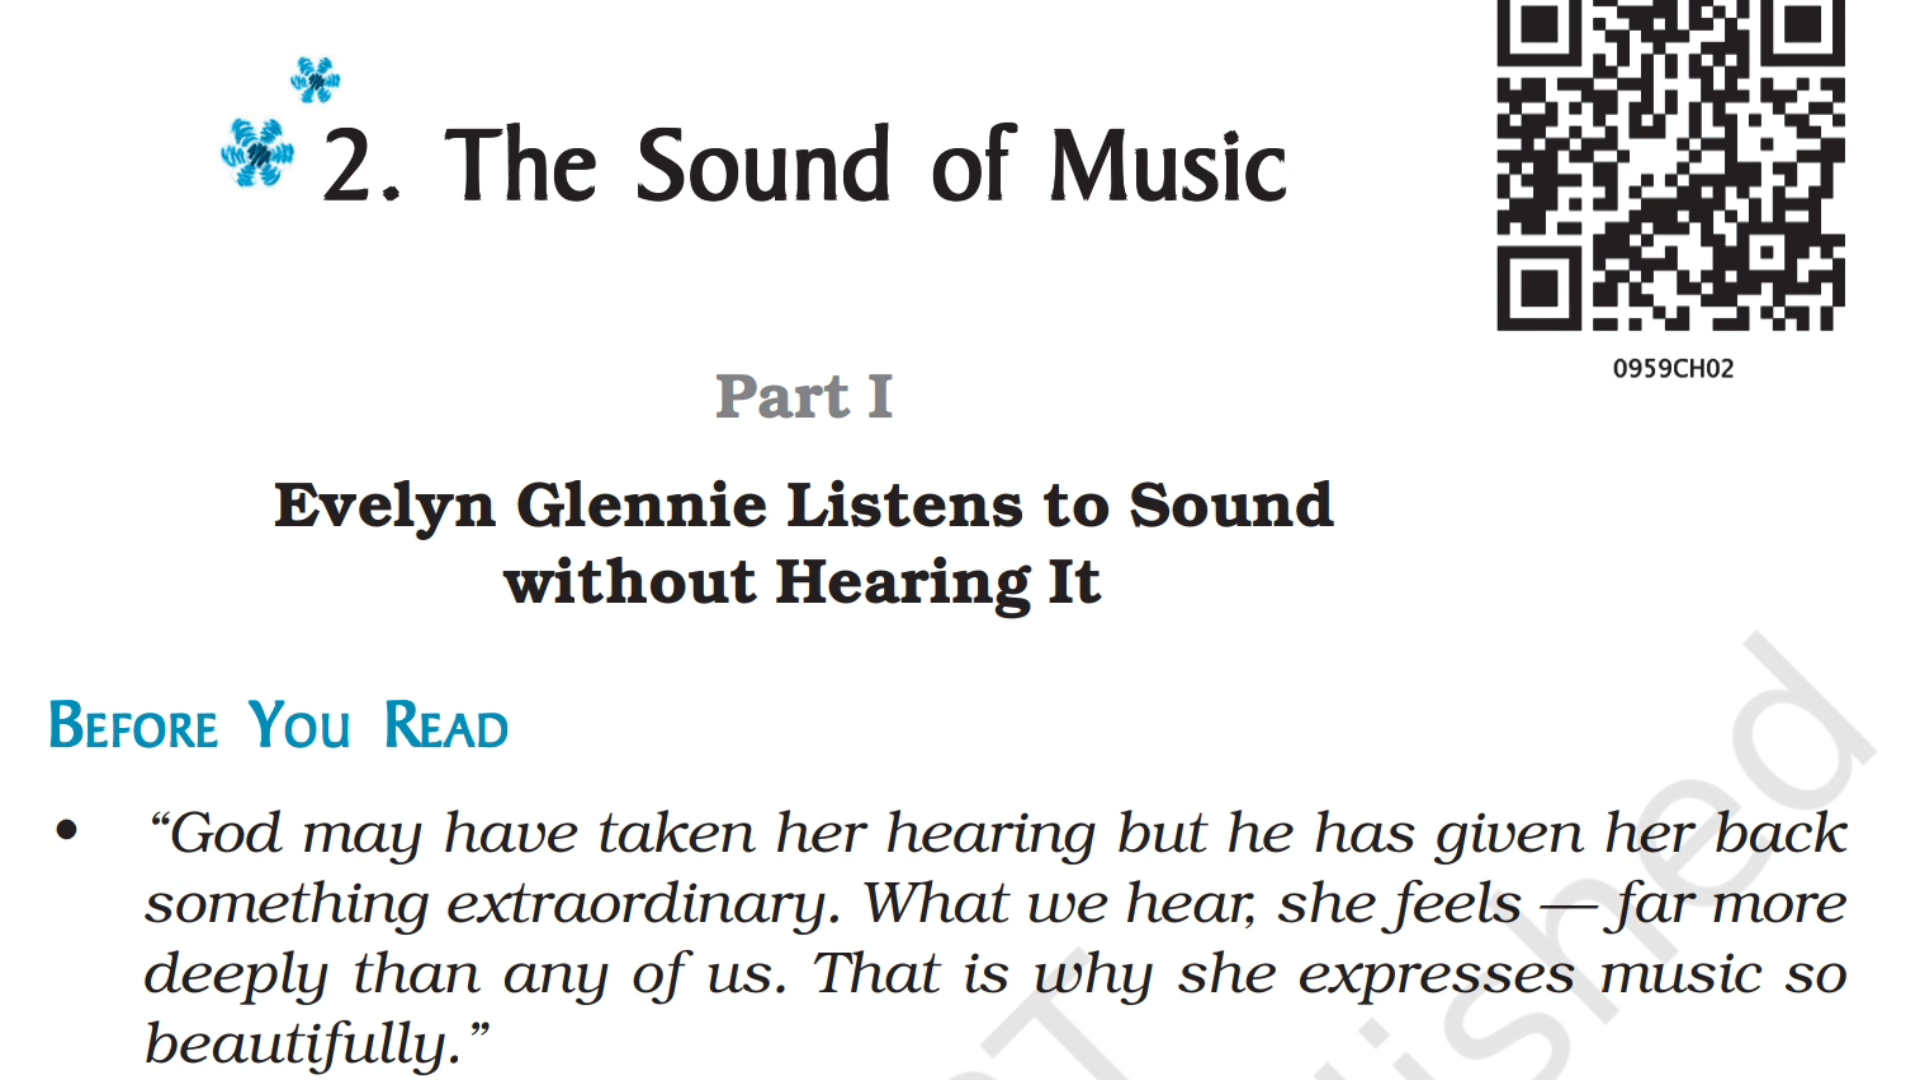 2. The Sound of Music
0959CH02
Part I
Evelyn Glennie Listens to Sound
without Hearing It
BEFORE YOU READ
• “God may have taken her hearing but he has given her back
something extraordinary. What we hear, she feels — far more
deeply than any of us. That is why she expresses music so
beautifully.”